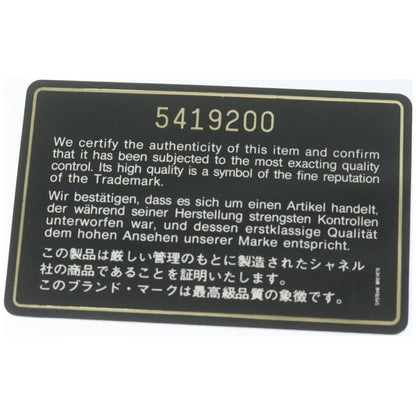 5419200
We certify the authenticity of this item and confirm
that it has been subjected to the most exacting quality
control. Its high quality is a symbol of the fine reputation
of the Trademark.
Wir bestätigen, dass es sich um einen Artikel handelt,
der während seiner Herstellung strengsten Kontrollen
unterworfen war, und dessen erstklassige Qualität
dem hohen Ansehen unserer Marke entspricht.
この製品は厳しい管理のもとに製造されたシャネル
社の商品であることを証明いたします。
このブランド・マークは最高級品質の象徴です。